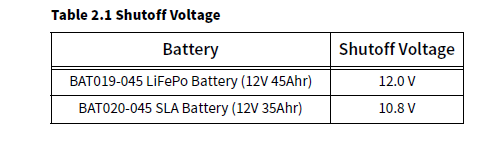 Table 2.1 Shutoff Voltage
Battery Shutoff Voltage
BAT019-045 LiFePo Battery (12V 45Ahr) 12.0 V
BAT020-045 SLA Battery (12V 35Ahr) 10.8 V